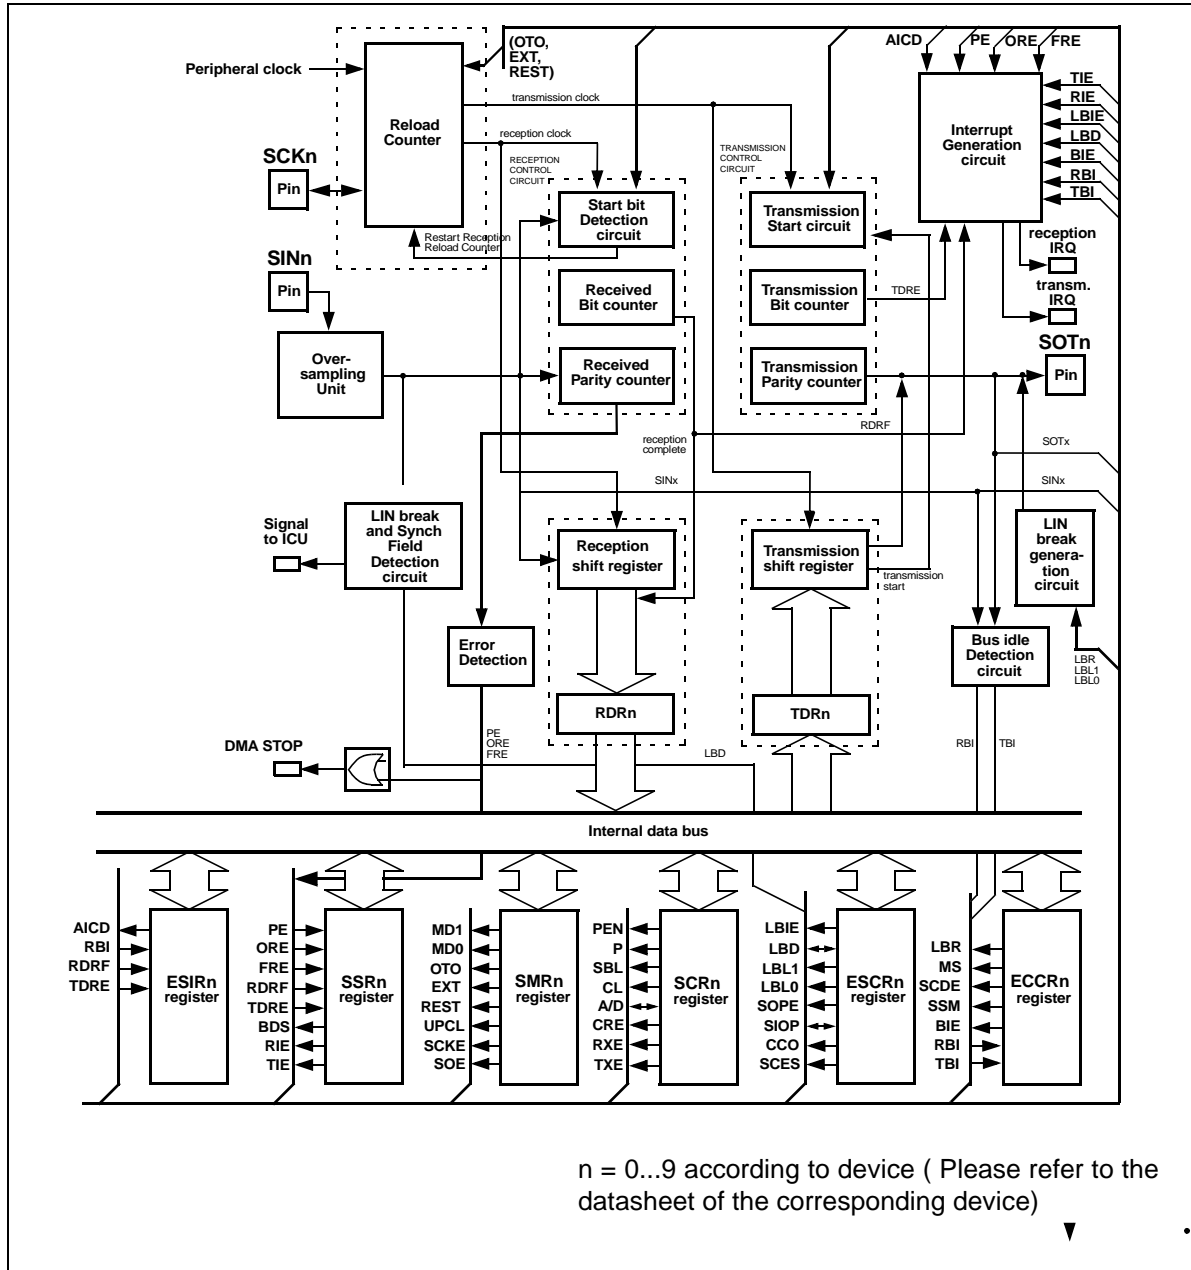 (OTO,
EXT,
REST)
AICD
PE
ORE
FRE
Peripheral clock
Reload
Counter
transmission clock
reception clock
SCKn
Pin
RECEPTION
CONTROL
CIRCUIT
TRANSMISSION
CONTROL
CIRCUIT
Interrupt
Generation
circuit
TIE
RIE
LBIE
LBD
BIE
RBI
TBI
Start bit
Detection
circuit
Transmission
Start circuit
Restart Reception
Reload Counter
reception
IRQ
transm.
IRQ
SINn
Pin
Received
Bit counter
Transmission
Bit counter
TDRE
SOTn
Pin
Over-
sampling
Unit
Received
Parity counter
Transmission
Parity counter
RDRF
reception
complete
SOTx
SINx
SINx
Signal
to ICU
LIN break
and Synch
Field
Detection
circuit
Reception
shift register
Transmission
shift register
transmission
start
LIN
break
genera-
tion
circuit
Error
Detection
Bus idle
Detection
circuit
LBR
LBL1
LBL0
RDRn
TDRn
PE
ORE
FRE
LBD
RBI
TBI
DMA STOP
Internal data bus
AICD
RBI
RDRF
TDRE
ESIRn
register
PE
ORE
FRE
RDRF
TDRE
BDS
RIE
TIE
SSRn
register
MD1
MD0
OTO
EXT
REST
UPCL
SCKE
SOE
SMRn
register
PEN
P
SBL
CL
A/D
CRE
RXE
TXE
SCRn
register
LBIE
LBD
LBL1
LBL0
SOPE
SIOP
CCO
SCES
ESCRn
register
LBR
MS
SCDE
SSM
BIE
RBI
TBI
ECCRn
register
n = 0...9 according to device ( Please refer to the
datasheet of the corresponding device)